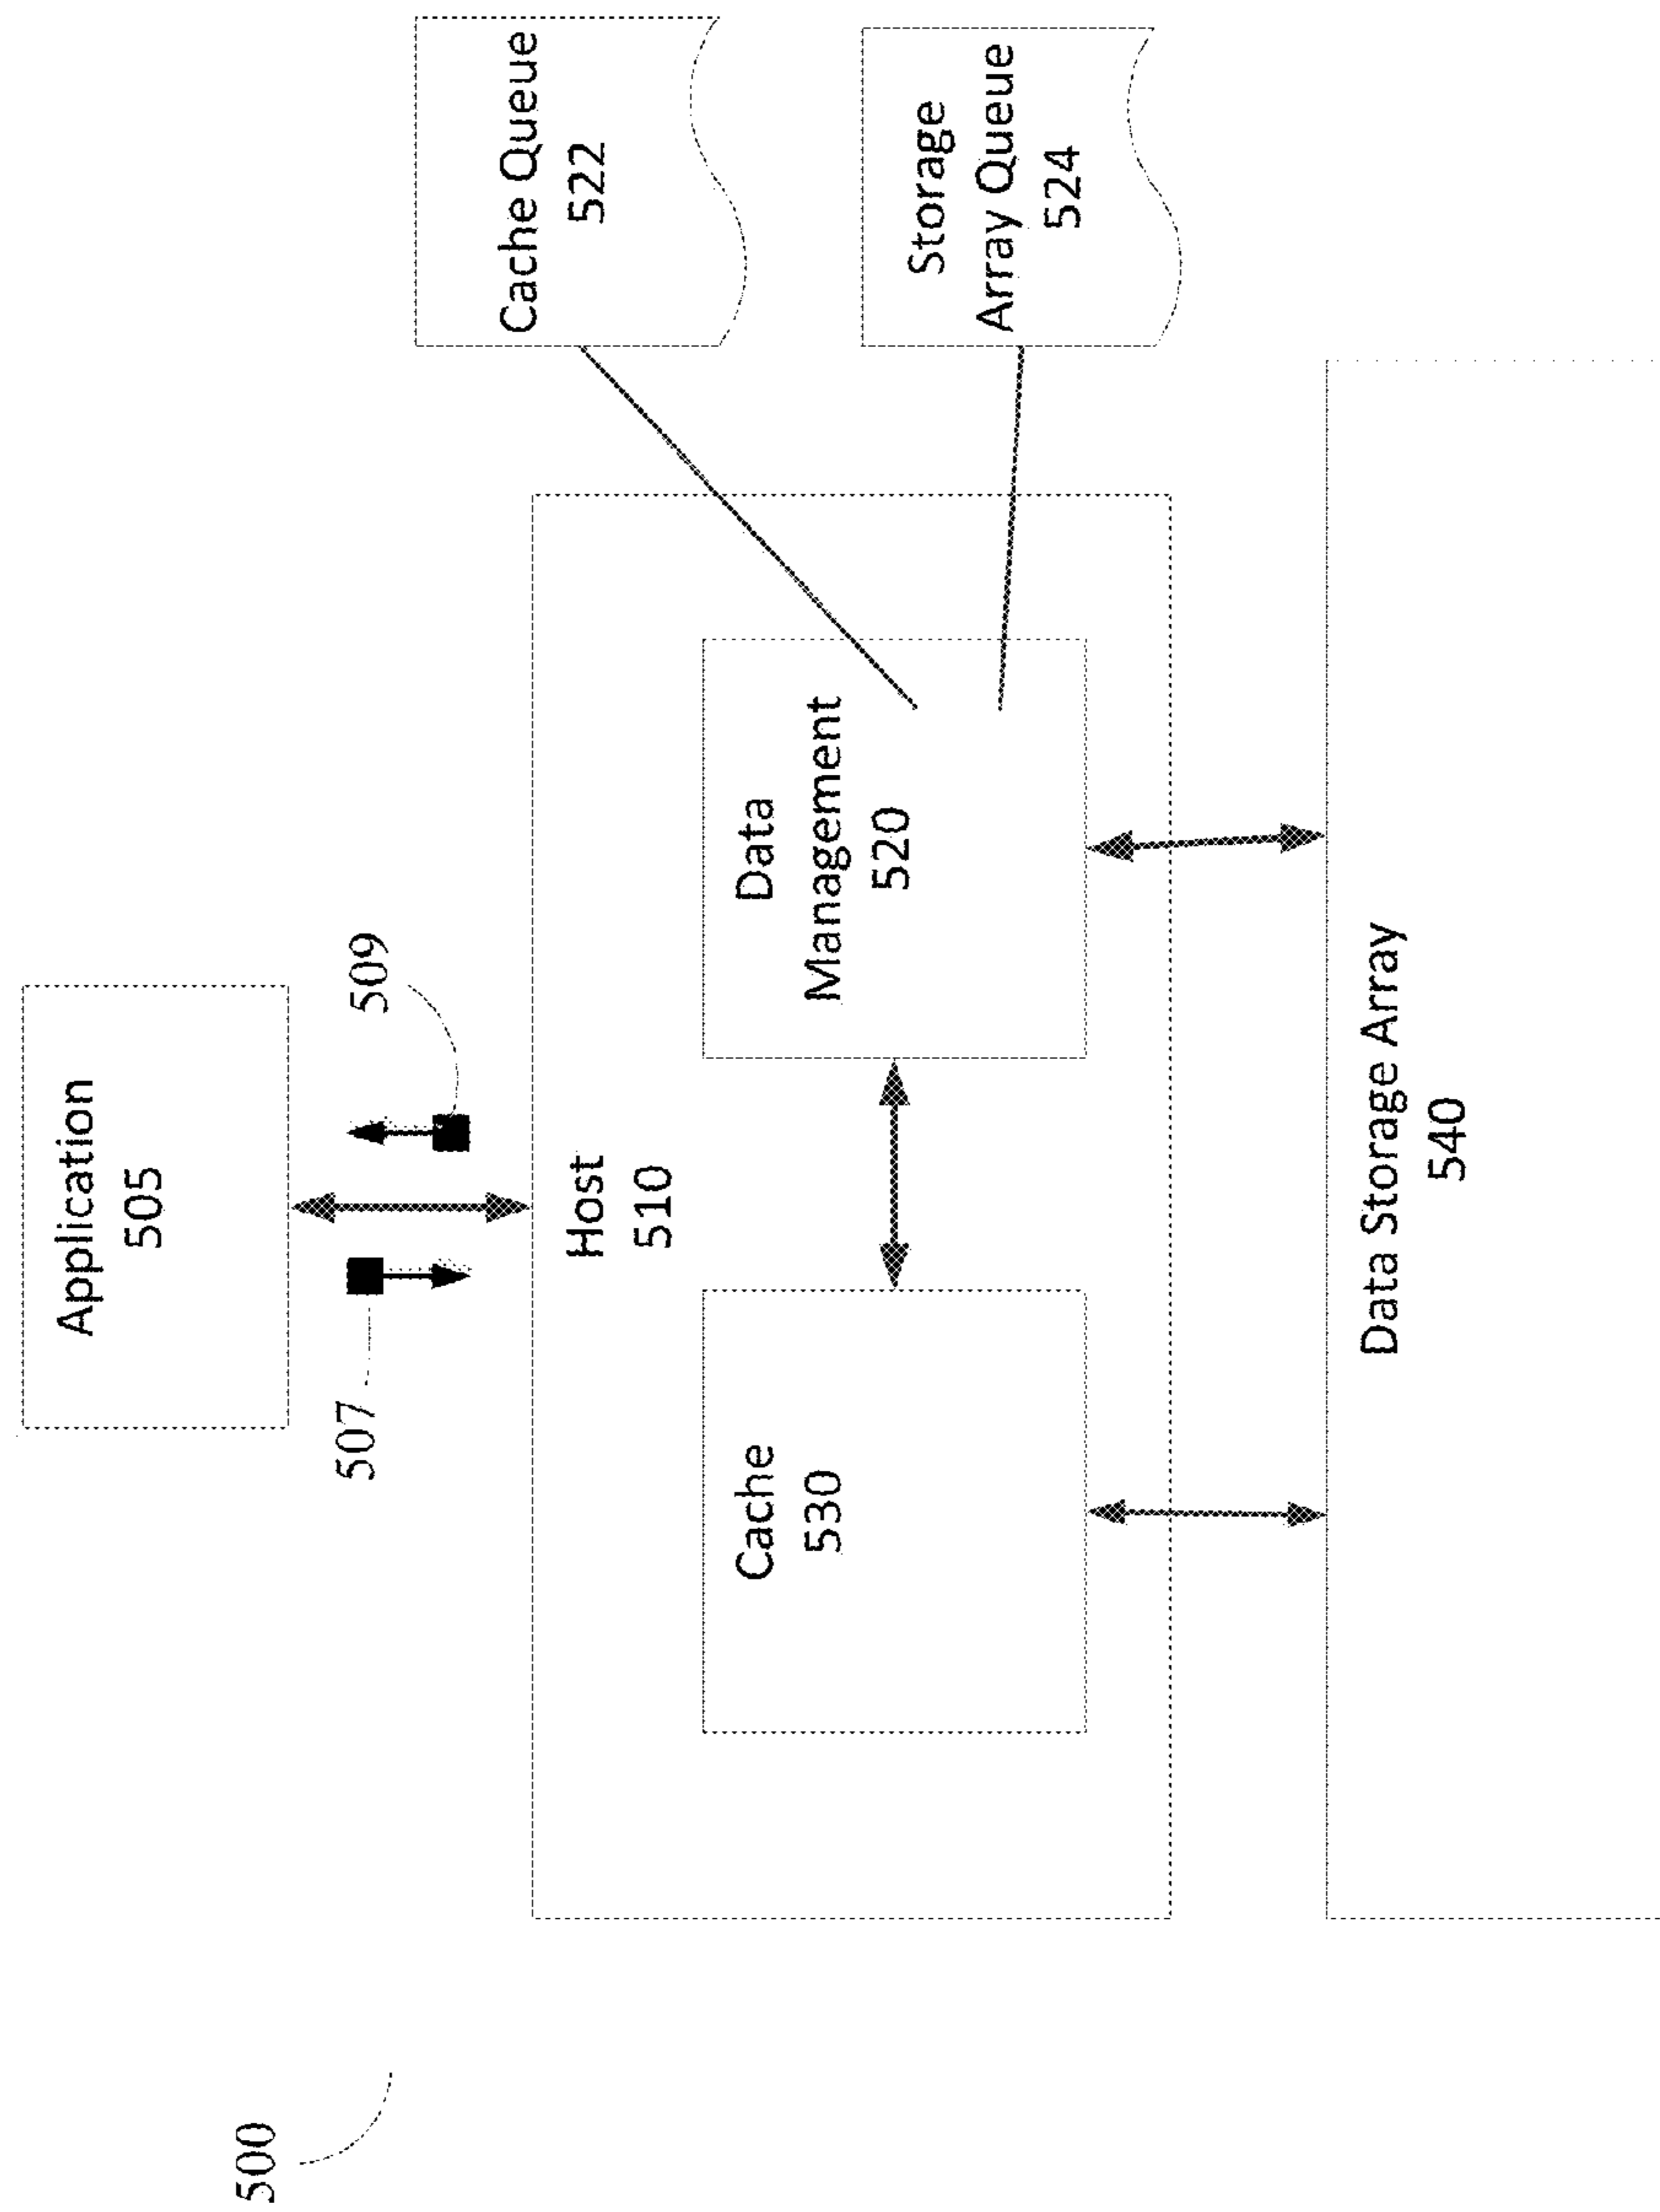 500
Application
505
507
509
Host
510
Cache
530
Data
Management
520
Cache Queue
522
Storage
Array Queue
524
Data Storage Array
540